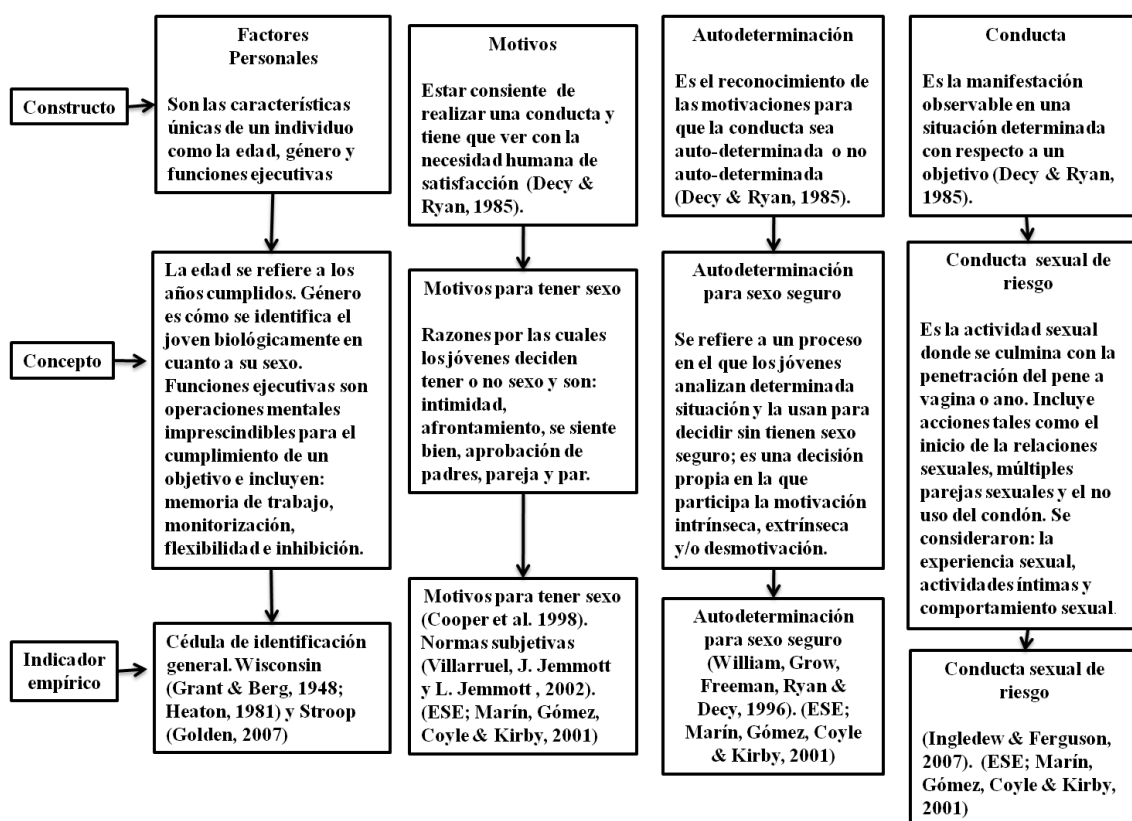 Constructo
Factores
Personales
Son las características
únicas de un individuo
como la edad, género y
funciones ejecutivas
Motivos
Estar consiente de
realizar una conducta y
tiene que ver con la
necesidad humana de
satisfacción (Decy &
Ryan, 1985).
Autodeterminación
Es el reconocimiento de
las motivaciones para
que la conducta sea
auto-determinada o no
auto-determinada
(Decy & Ryan, 1985).
Conducta
Es la manifestación
observable en una
situación determinada
con respecto a un
objetivo (Decy & Ryan,
1985).
Concepto
La edad se refiere a los
años cumplidos. Género
es cómo se identifica el
joven biológicamente en
cuanto a su sexo.
Funciones ejecutivas son
operaciones mentales
imprescindibles para el
cumplimiento de un
objetivo e incluyen:
memoria de trabajo,
monitorización,
flexibilidad e inhibición.
Motivos para tener sexo
Razones por las cuales
los jóvenes deciden
tener o no sexo y son:
intimidad,
afrontamiento, se siente
bien, aprobación de
padres, pareja y par.
Autodeterminación
para sexo seguro
Se refiere a un proceso
en el que los jóvenes
analizan determinada
situación y la usan para
decidir sin tienen sexo
seguro; es una decisión
propia en la que
participa la motivación
intrínseca, extrínseca
y/o desmotivación.
Conducta sexual de
riesgo
Es la actividad sexual
donde se culmina con la
penetración del pene a
vagina o ano. Incluye
acciones tales como el
inicio de la relaciones
sexuales, múltiples
parejas sexuales y el no
uso del condón. Se
consideraron: la
experiencia sexual,
actividades íntimas y
comportamiento sexual.
Indicador
empírico
Cédula de identificación
general. Wisconsin
(Grant & Berg, 1948;
Heaton, 1981) y Stroop
(Golden, 2007)
Motivos para tener sexo
(Cooper et al. 1998).
Normas subjetivas
(Villarruel, J. Jemmott
y L. Jemmott , 2002).
(ESE; Marín, Gómez,
Coyle & Kirby, 2001)
Autodeterminación
para sexo seguro
(William, Grow,
Freeman, Ryan &
Decy, 1996). (ESE;
Marín, Gómez, Coyle
& Kirby, 2001)
Conducta sexual de
riesgo
(Ingledew & Ferguson,
2007). (ESE; Marín,
Gómez, Coyle & Kirby,
2001)